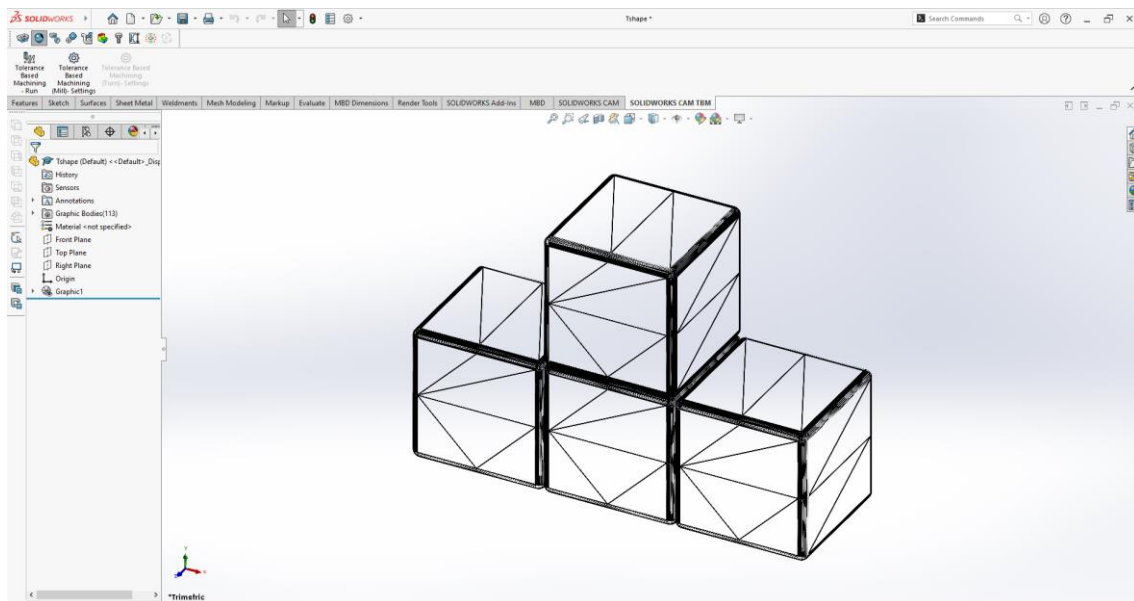 SOLIDWORKS
Tshape *
Search Commands
Tolerance Based Machining - Run
Tolerance Based Machining (Mill)- Settings
Tolerance Based Machining (Turn)- Settings
Features Sketch Surfaces Sheet Metal Weldments Mesh Modeling Markup Evaluate MBD Dimensions Render Tools SOLIDWORKS Add-Ins MBD SOLIDWORKS CAM SOLIDWORKS CAM TBM
Tshape (Default) <<Default>_Disp
History
Sensors
Annotations
Graphic Bodies(113)
Material <not specified>
Front Plane
Top Plane
Right Plane
Origin
Graphic1
*Trimetric